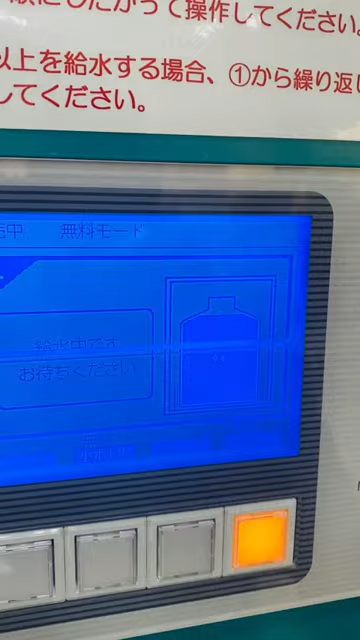 にしたがって操作してください。
以上を給水する場合、①から繰り返し
してください。
売中 無料モード
給水中です
お待ちください